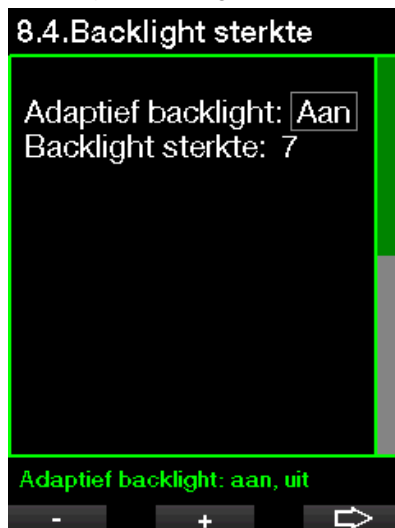 8.4.Backlight sterkte
Adaptief backlight: Aan
Backlight sterkte: 7
Adaptief backlight: aan, uit
- +